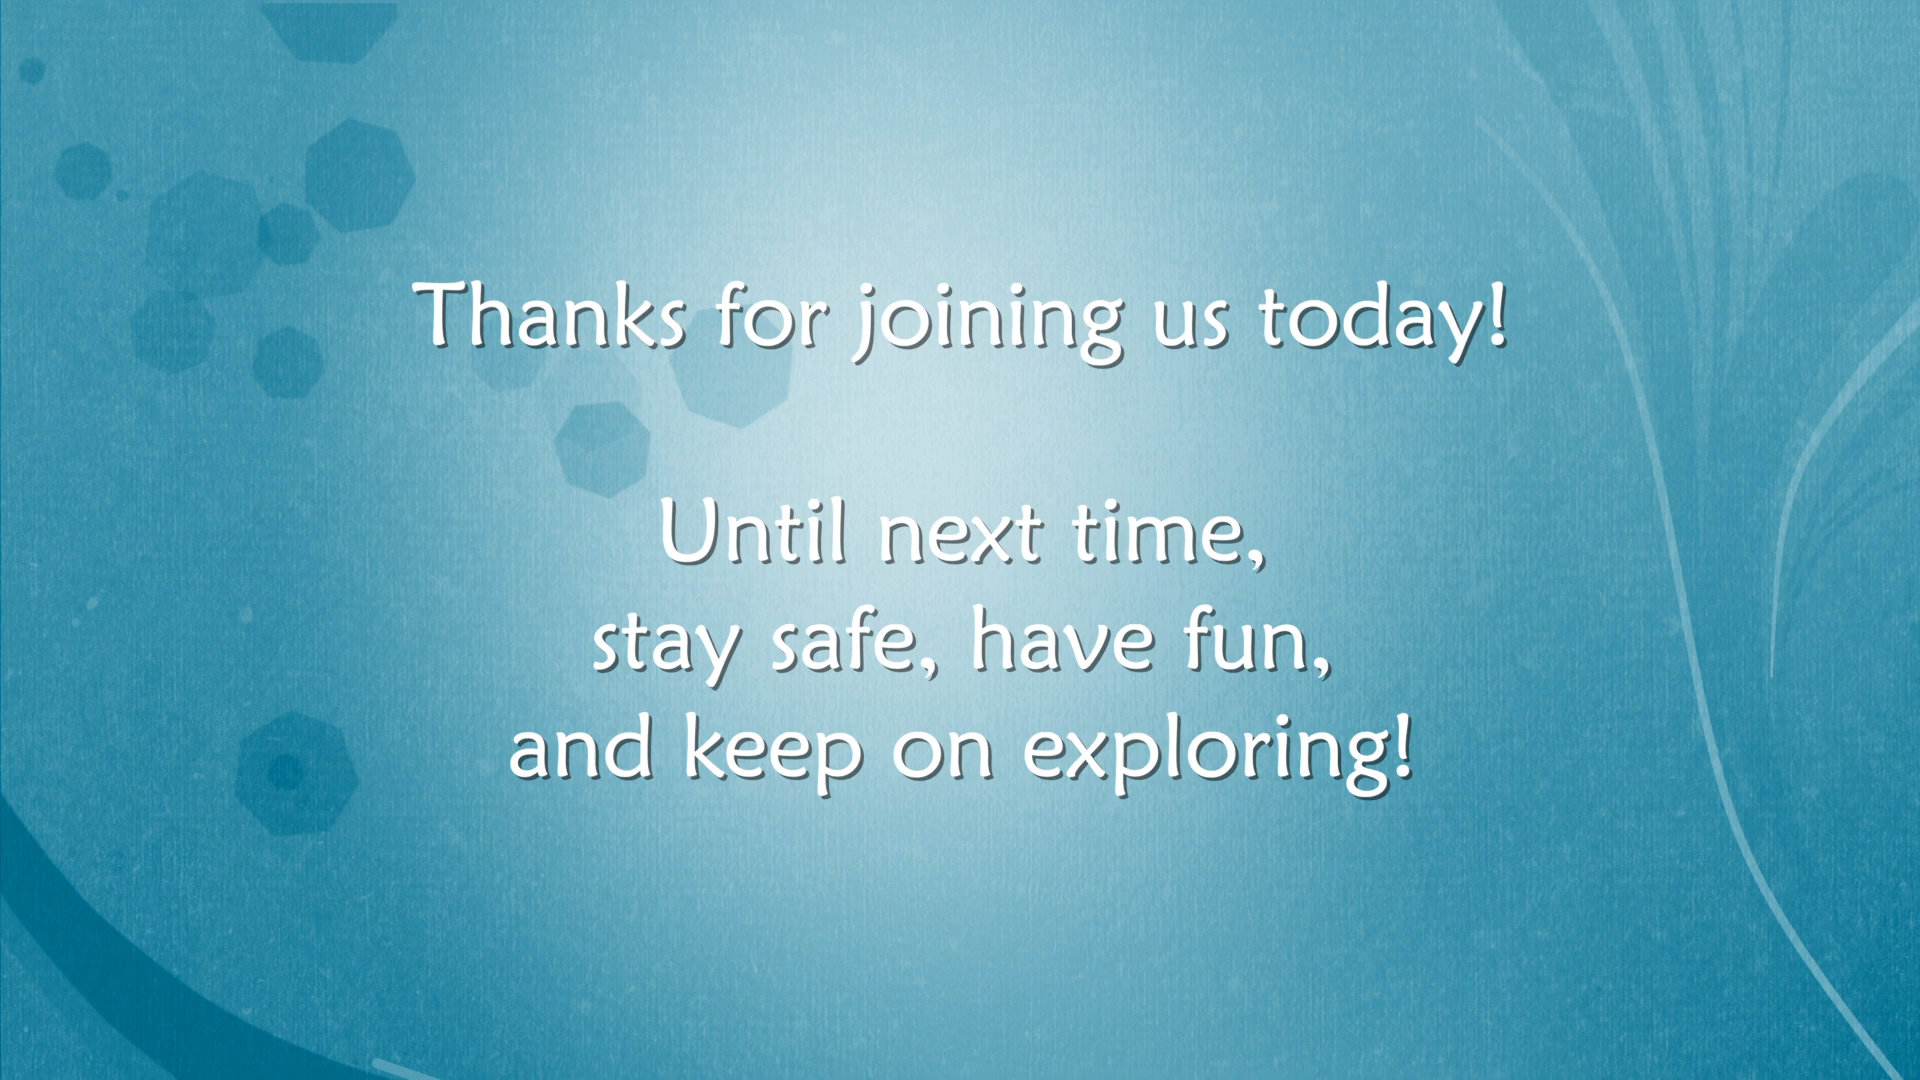 Thanks for joining us today!
Until next time,
stay safe, have fun,
and keep on exploring!